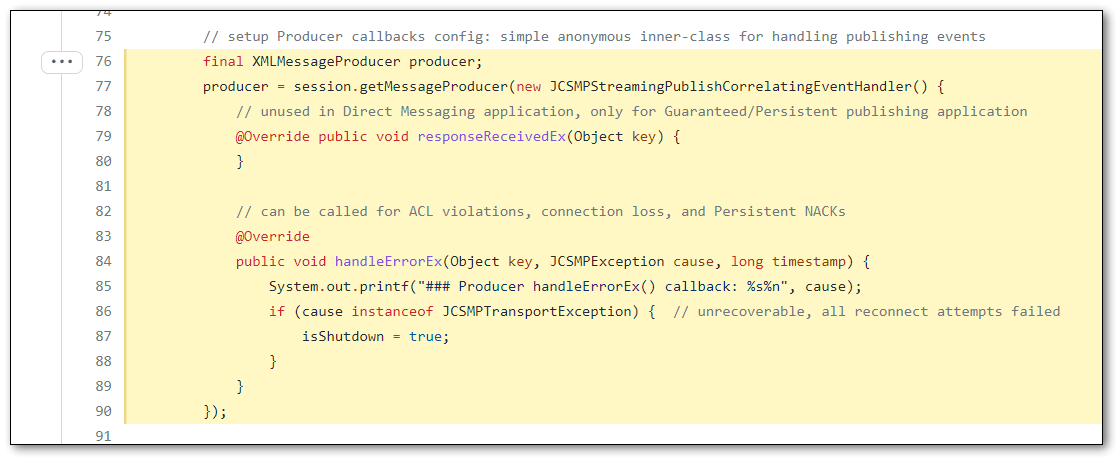 74
75 // setup Producer callbacks config: simple anonymous inner-class for handling publishing events
76 final XMLMessageProducer producer;
77 producer = session.getMessageProducer(new JCSMPStreamingPublishCorrelatingEventHandler() {
78 // unused in Direct Messaging application, only for Guaranteed/Persistent publishing application
79 @Override public void responseReceivedEx(Object key) {
80 }
81
82 // can be called for ACL violations, connection loss, and Persistent NACKs
83 @Override
84 public void handleErrorEx(Object key, JCSMPException cause, long timestamp) {
85 System.out.printf("### Producer handleErrorEx() callback: %s%n", cause);
86 if (cause instanceof JCSMPTransportException) {  // unrecoverable, all reconnect attempts failed
87 isShutdown = true;
88 }
89 }
90 });
91